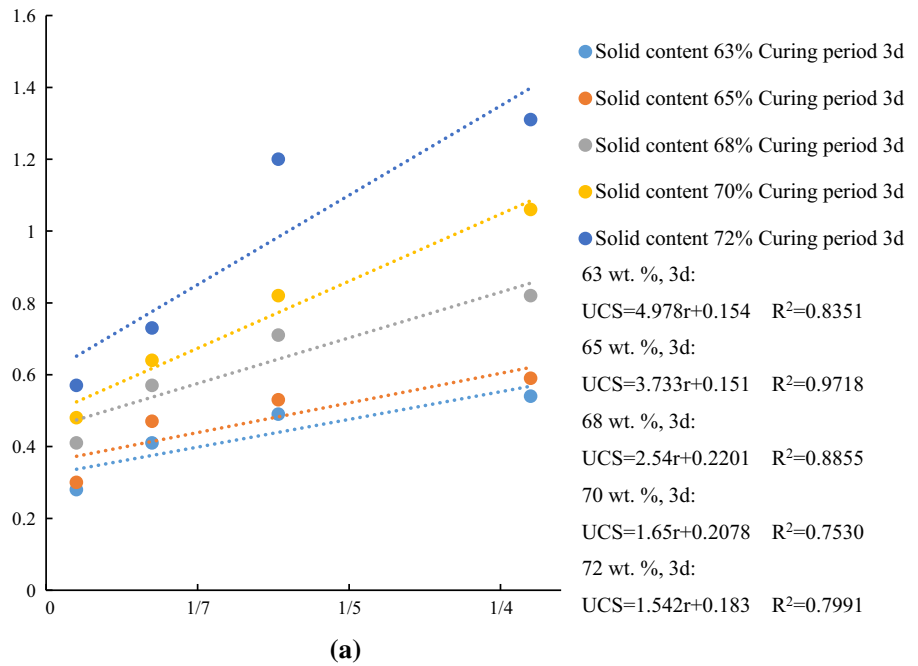 1.6
1.4
1.2
1
0.8
0.6
0.4
0.2
0
0 1/7 1/5 1/4
Solid content 63% Curing period 3d
Solid content 65% Curing period 3d
Solid content 68% Curing period 3d
Solid content 70% Curing period 3d
Solid content 72% Curing period 3d
63 wt. %, 3d:
UCS=4.978r+0.154 R²=0.8351
65 wt. %, 3d:
UCS=3.733r+0.151 R²=0.9718
68 wt. %, 3d:
UCS=2.54r+0.2201 R²=0.8855
70 wt. %, 3d:
UCS=1.65r+0.2078 R²=0.7530
72 wt. %, 3d:
UCS=1.542r+0.183 R²=0.7991
(a)